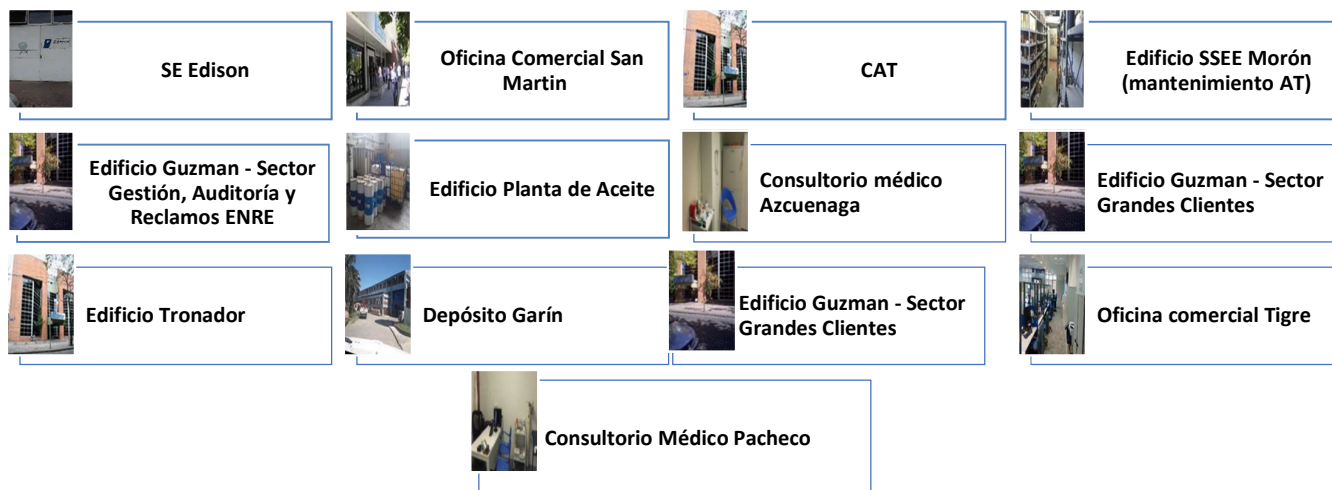 SE Edison
Oficina Comercial San
Martin
CAT
Edificio SSEE Morón
(mantenimiento AT)
Edificio Guzman - Sector
Gestión, Auditoría y
Reclamos ENRE
Edificio Planta de Aceite
Consultorio médico
Azcuenaga
Edificio Guzman - Sector
Grandes Clientes
Edificio Tronador
Depósito Garín
Edificio Guzman - Sector
Grandes Clientes
Oficina comercial Tigre
Consultorio Médico Pacheco